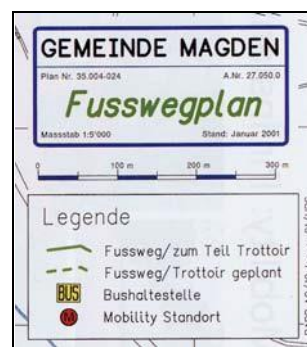 GEMEINDE MAGDEN
Plan Nr. 35.004-024 A.Nr. 27.050.0
Fusswegplan
Massstab 1:5'000 Stand: Januar 2001
0 100 m 200 m 300 m
Legende
Fussweg/zum Teil Trottoir
Fussweg/Trottoir geplant
BUS Bushaltestelle
M Mobility Standort